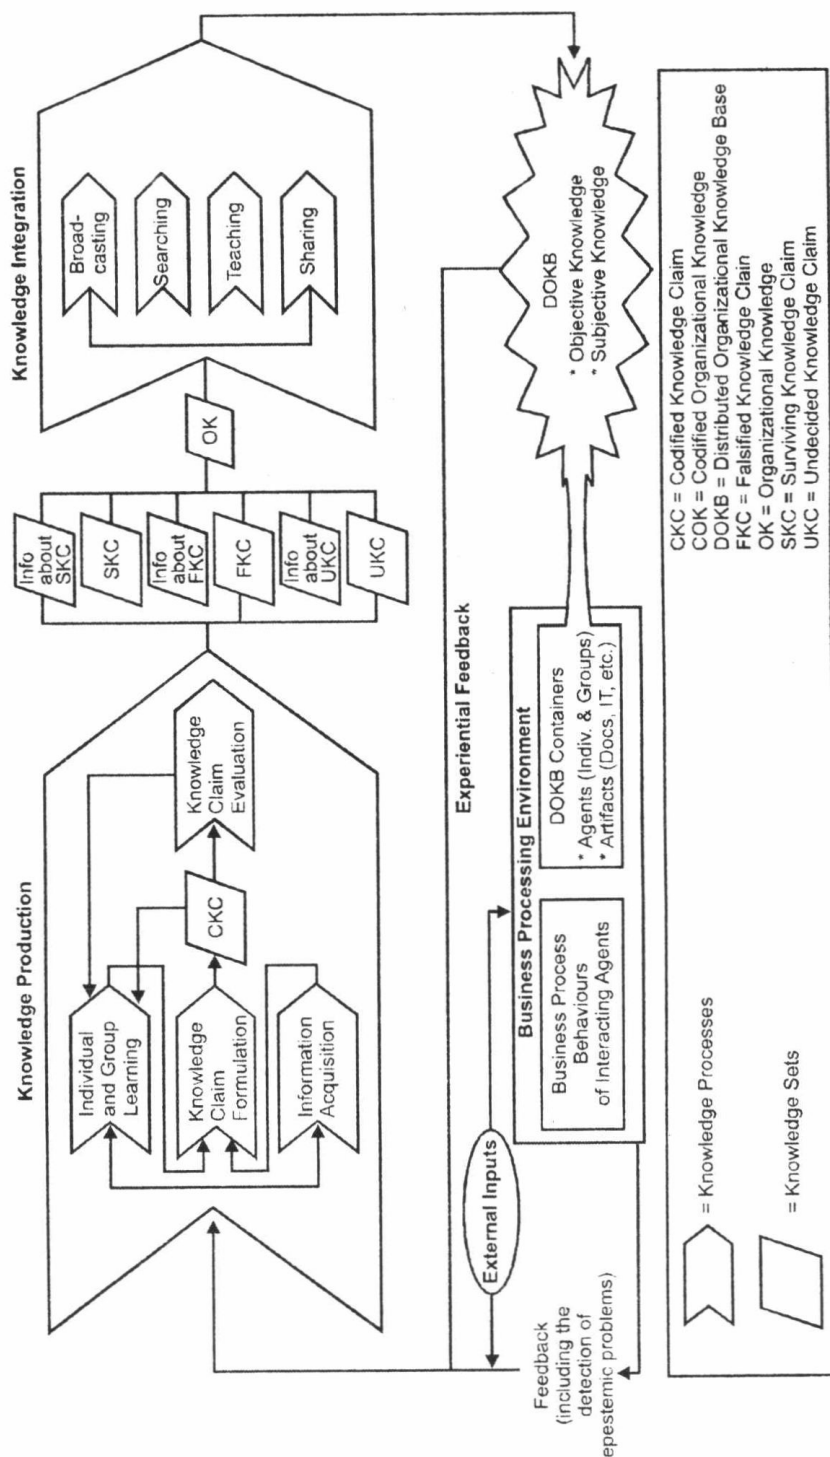 Knowledge Production
Individual
and Group
Learning
Knowledge
Claim
Formulation
Information
Acquisition
CKC
Knowledge
Claim
Evaluation
Info
about
SKC
SKC
Info
about
FKC
FKC
Info
about
UKC
UKC
OK
Knowledge Integration
Broad-
casting
Searching
Teaching
Sharing
Experiential Feedback
External Inputs
Feedback
(including the
detection of
epestemic problems)
Business Processing Environment
Business Process
Behaviours
of Interacting Agents
DOKB Containers
* Agents (Indiv. & Groups)
* Artifacts (Docs, IT, etc.)
DOKB
* Objective Knowledge
* Subjective Knowledge
= Knowledge Processes
= Knowledge Sets
CKC = Codified Knowledge Claim
COK = Codified Organizational Knowledge
DOKB = Distributed Organizational Knowledge Base
FKC = Falsified Knowledge Clain
OK = Organizational Knowledge
SKC = Surviving Knowledge Claim
UKC = Undecided Knowledge Claim